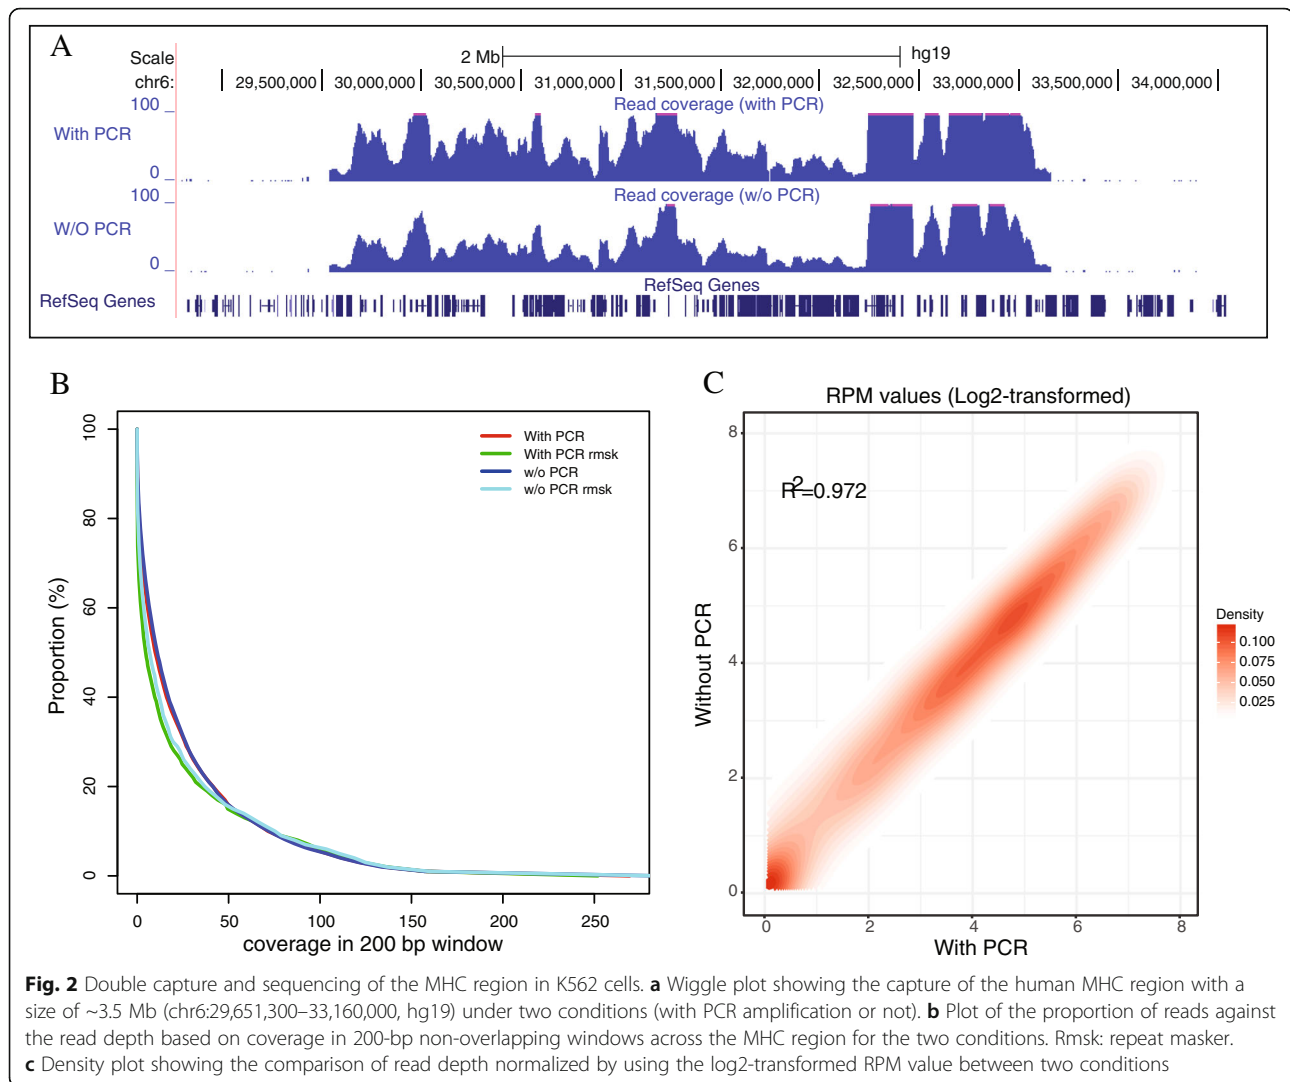 A
Scale
2 Mb
hg19
chr6:
29,500,000
30,000,000
30,500,000
31,000,000
31,500,000
32,000,000
32,500,000
33,000,000
33,500,000
34,000,000
Read coverage (with PCR)
100
With PCR
0
Read coverage (w/o PCR)
100
W/O PCR
0
RefSeq Genes
RefSeq Genes
B
With PCR
With PCR rmsk
w/o PCR
w/o PCR rmsk
Proportion (%)
100
80
60
40
20
0
0 50 100 150 200 250
coverage in 200 bp window
C
RPM values (Log2-transformed)
R2=0.972
Without PCR
8
6
4
2
0
0 2 4 6 8
With PCR
Density
0.100
0.075
0.050
0.025
Fig. 2 Double capture and sequencing of the MHC region in K562 cells. a Wiggle plot showing the capture of the human MHC region with a
size of ~3.5 Mb (chr6:29,651,300–33,160,000, hg19) under two conditions (with PCR amplification or not). b Plot of the proportion of reads against
the read depth based on coverage in 200-bp non-overlapping windows across the MHC region for the two conditions. Rmsk: repeat masker.
c Density plot showing the comparison of read depth normalized by using the log2-transformed RPM value between two conditions